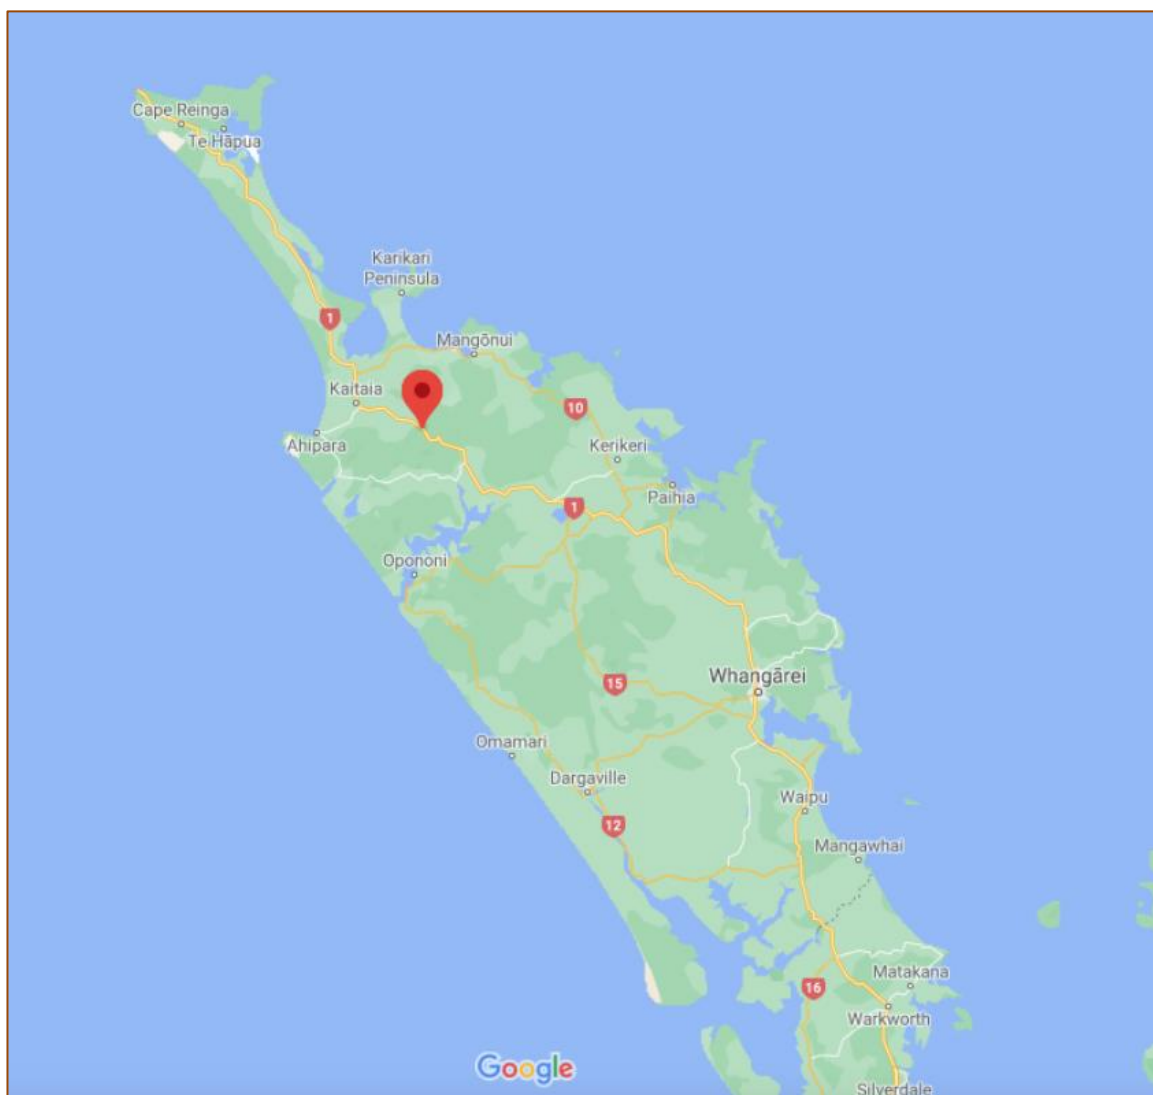 Cape Reinga
Te Hāpua
Karikari
Peninsula
1
Mangōnui
Kaitaia
10
Ahipara
Kerikeri
Paihia
1
Opononi
Whangārei
15
Omamari
Dargaville
Waipu
12
Mangawhai
Matakana
16
Warkworth
Google
Silverdale